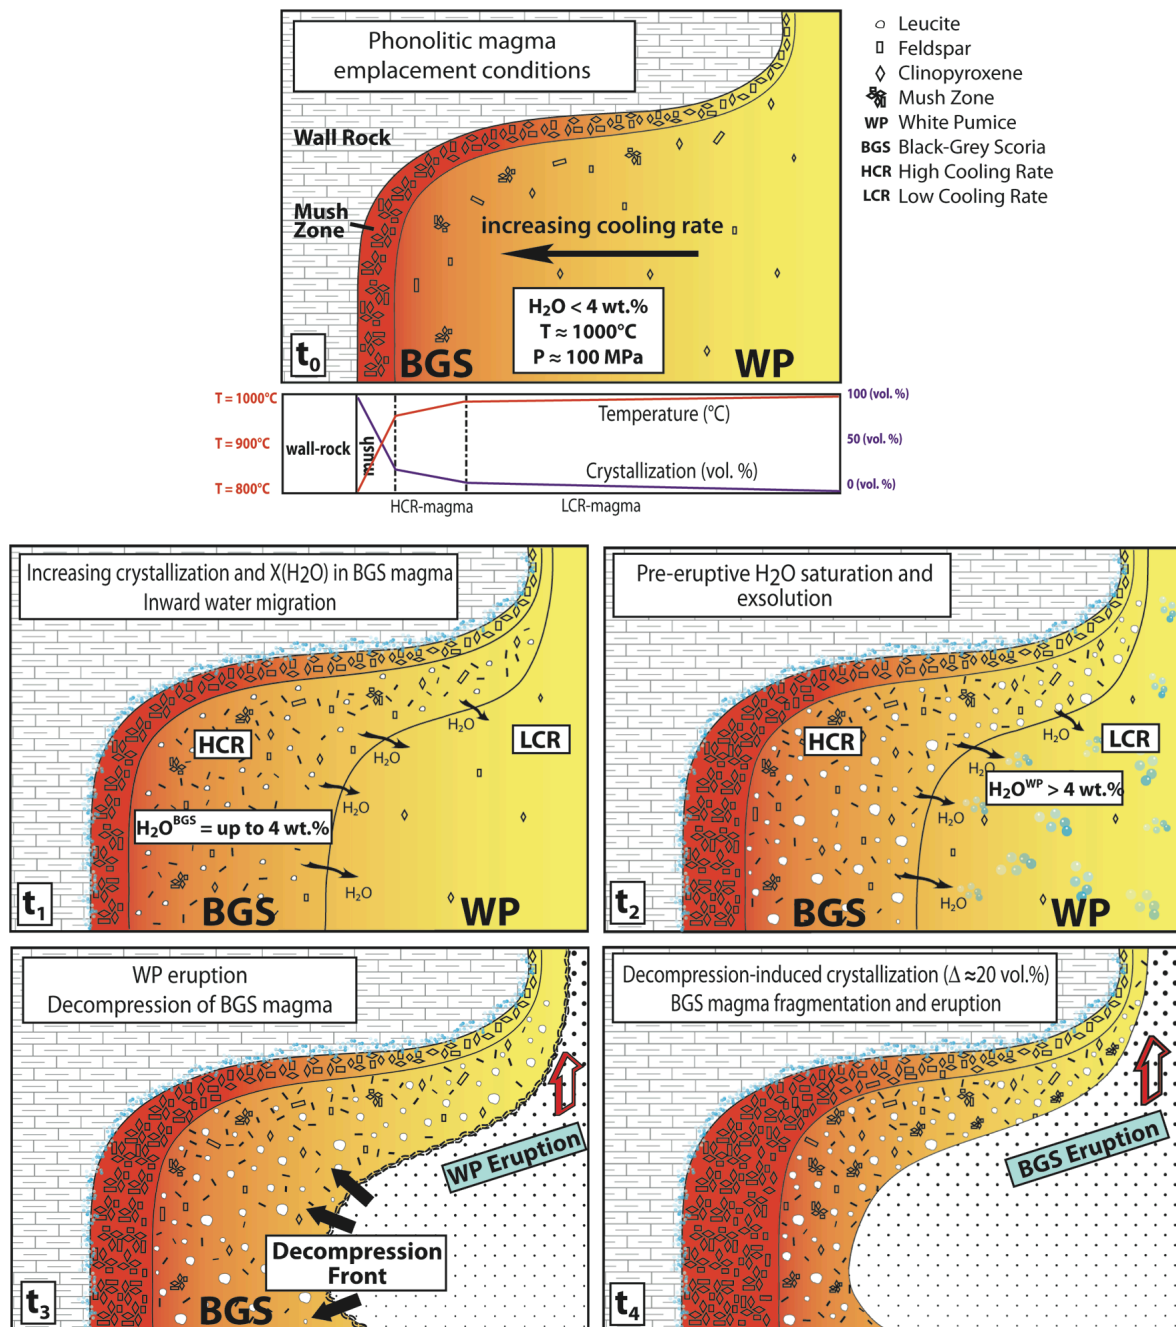 Phonolitic magma
emplacement conditions
Leucite
Feldspar
Clinopyroxene
Mush Zone
WP White Pumice
BGS Black-Grey Scoria
HCR High Cooling Rate
LCR Low Cooling Rate
Wall Rock
Mush
Zone
increasing cooling rate
H₂O < 4 wt.%
T ≈ 1000°C
P ≈ 100 MPa
t₀
BGS
WP
T = 1000°C
T = 900°C
T = 800°C
wall-rock
mush
Temperature (°C)
Crystallization (vol. %)
100 (vol. %)
50 (vol. %)
0 (vol. %)
HCR-magma
LCR-magma
Increasing crystallization and X(H₂O) in BGS magma
Inward water migration
HCR
LCR
H₂O
H₂O
H₂O
H₂O
H₂O^BGS = up to 4 wt.%
t₁
BGS
WP
Pre-eruptive H₂O saturation and
exsolution
HCR
LCR
H₂O
H₂O
H₂O
H₂O
H₂O^WP > 4 wt.%
t₂
BGS
WP
WP eruption
Decompression of BGS magma
WP Eruption
Decompression
Front
t₃
BGS
Decompression-induced crystallization (Δ ≈20 vol.%)
BGS magma fragmentation and eruption
BGS Eruption
t₄